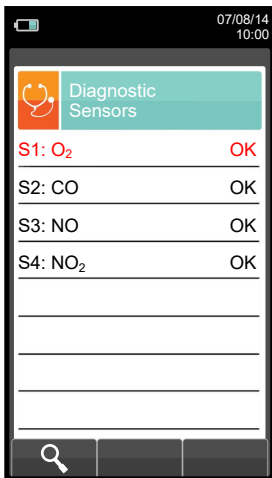 07/08/14
10:00
Diagnostic
Sensors
S1: O₂ OK
S2: CO OK
S3: NO OK
S4: NO₂ OK